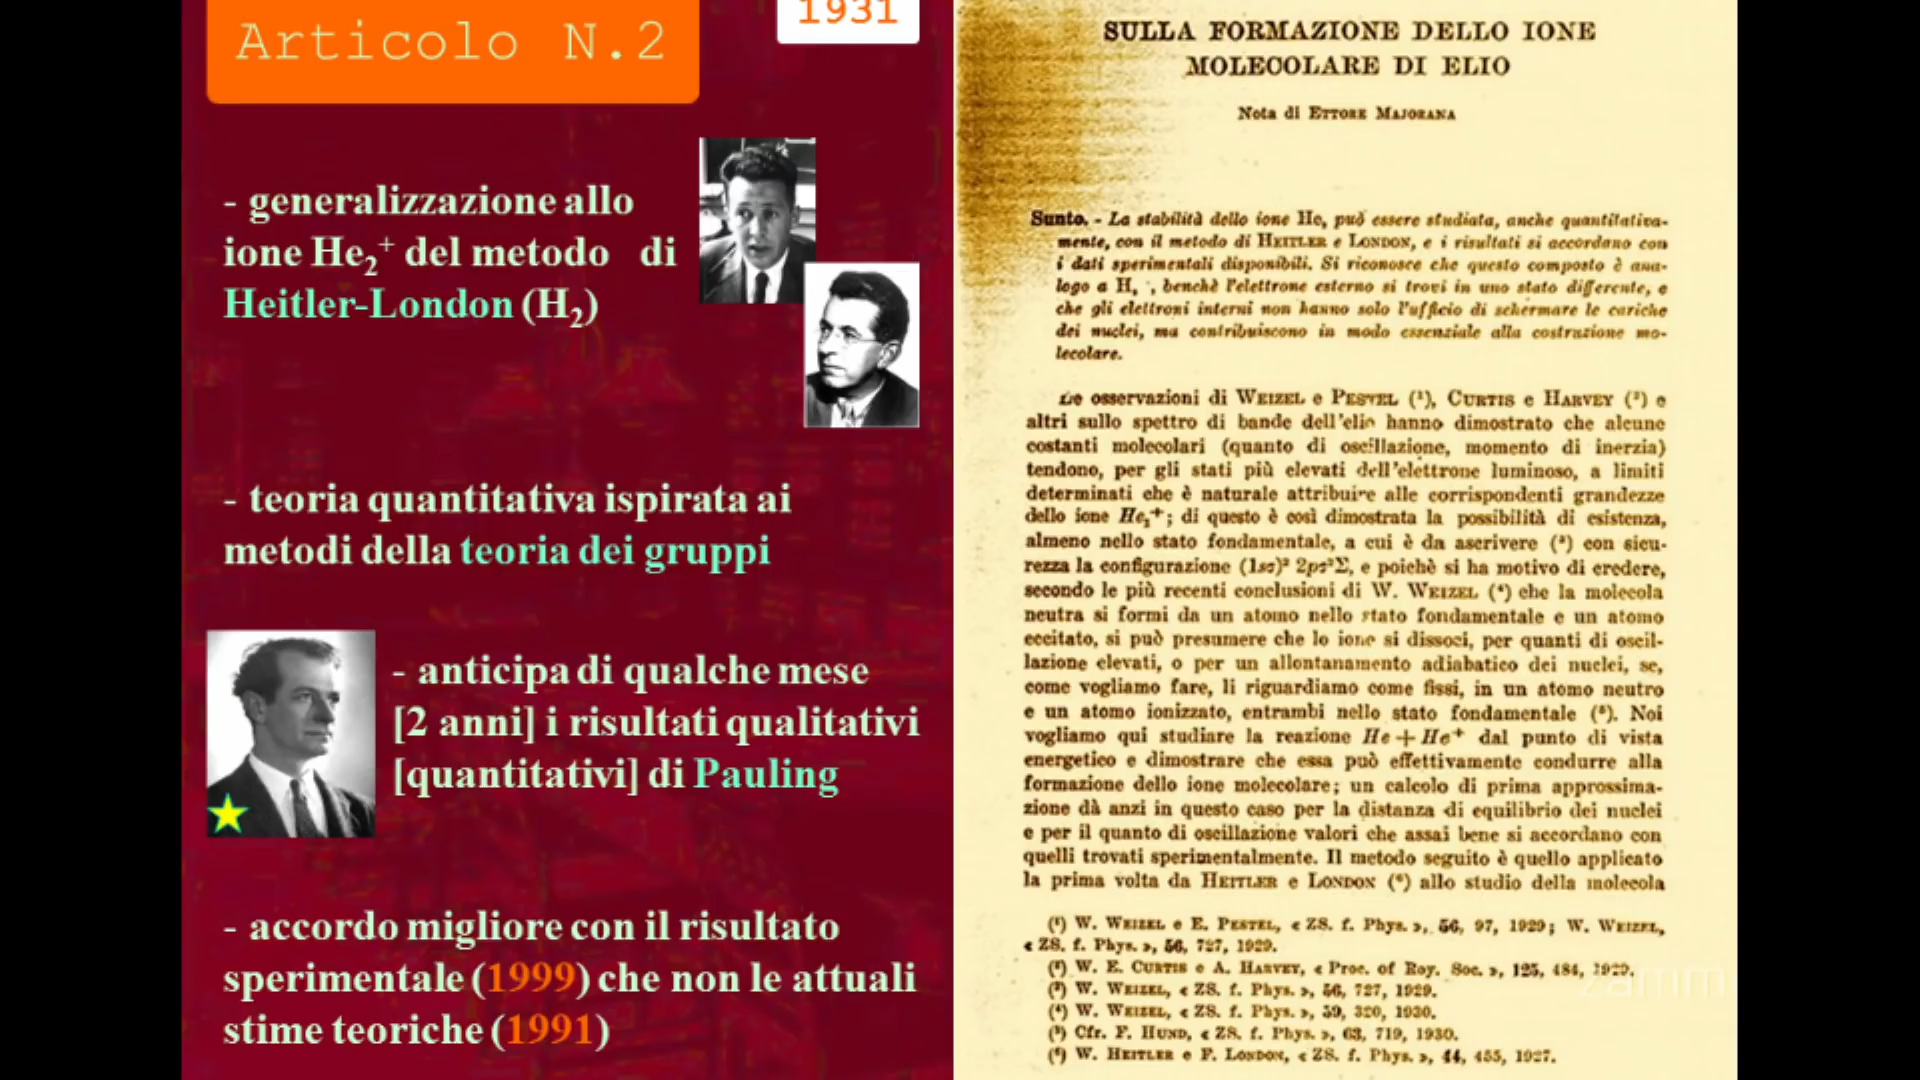 Articolo N.2
1931
- generalizzazione allo
ione He₂⁺ del metodo di
Heitler-London (H₂)
- teoria quantitativa ispirata ai
metodi della teoria dei gruppi
- anticipa di qualche mese
[2 anni] i risultati qualitativi
[quantitativi] di Pauling
- accordo migliore con il risultato
sperimentale (1999) che non le attuali
stime teoriche (1991)
SULLA FORMAZIONE DELLO IONE
MOLECOLARE DI ELIO
Nota di ETTORE MAJORANA
Sunto. - La stabilità dello ione He, può essere studiata, anche quantitativa-
mente, con il metodo di HEITLER e LONDON, e i risultati si accordano con
i dati sperimentali disponibili. Si riconosce che questo composto è ana-
logo a H, benchè l'elettrone esterno si trovi in uno stato differente, e
che gli elettroni interni non hanno solo l'ufficio di schermare le cariche
dei nuclei, ma contribuiscono in modo essenziale alla costruzione mo-
lecolare.
Le osservazioni di WEIZEL e PESTEL (¹), CURTIS e HARVEY (²) e
altri sullo spettro di bande dell'elio hanno dimostrato che alcune
costanti molecolari (quanto di oscillazione, momento di inerzia)
tendono, per gli stati più elevati dell'elettrone luminoso, a limiti
determinati che è naturale attribuire alle corrispondenti grandezze
dello ione He₂⁺; di questo è così dimostrata la possibilità di esistenza,
almeno nello stato fondamentale, a cui è da ascrivere (³) con sicu-
rezza la configurazione (1sσ)² 2pσ²Σ, e poichè si ha motivo di credere,
secondo le più recenti conclusioni di W. WEIZEL (⁴) che la molecola
neutra si formi da un atomo nello stato fondamentale e un atomo
eccitato, si può presumere che lo ione si dissoci, per quanti di oscil-
lazione elevati, o per un allontanamento adiabatico dei nuclei, se,
come vogliamo fare, li riguardiamo come fissi, in un atomo neutro
e un atomo ionizzato, entrambi nello stato fondamentale (⁵). Noi
vogliamo qui studiare la reazione He + He⁺ dal punto di vista
energetico e dimostrare che essa può effettivamente condurre alla
formazione dello ione molecolare; un calcolo di prima approssima-
zione dà anzi in questo caso per la distanza di equilibrio dei nuclei
e per il quanto di oscillazione valori che assai bene si accordano con
quelli trovati sperimentalmente. Il metodo seguito è quello applicato
la prima volta da HEITLER e LONDON (⁶) allo studio della molecola
(¹) W. WEIZEL e E. PESTEL, « ZS. f. Phys. », 56, 97, 1929; W. WEIZEL,
« ZS. f. Phys. », 56, 727, 1929.
(²) W. E. CURTIS e A. HARVEY, « Proc. of Roy. Soc. », 125, 484, 1929.
(³) W. WEIZEL, « ZS. f. Phys. », 56, 727, 1929.
(⁴) W. WEIZEL, « ZS. f. Phys. », 59, 320, 1930.
(⁵) Cfr. F. HUND, « ZS. f. Phys. », 63, 719, 1930.
(⁶) W. HEITLER e F. LONDON, « ZS. f. Phys. », 44, 455, 1927.